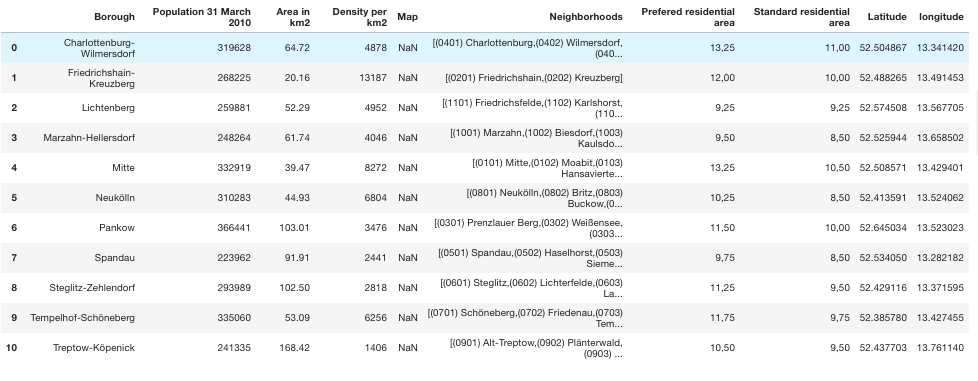 Borough Population 31 March 2010 Area in km2 Density per km2 Map Neighborhoods Prefered residential area Standard residential area Latitude longitude
0 Charlottenburg-Wilmersdorf 319628 64.72 4878 NaN [(0401) Charlottenburg,(0402) Wilmersdorf, (040... 13,25 11,00 52.504867 13.341420
1 Friedrichshain-Kreuzberg 268225 20.16 13187 NaN [(0201) Friedrichshain,(0202) Kreuzberg] 12,00 10,00 52.488265 13.491453
2 Lichtenberg 259881 52.29 4952 NaN [(1101) Friedrichsfelde,(1102) Karlshorst, (110... 9,25 9,25 52.574508 13.567705
3 Marzahn-Hellersdorf 248264 61.74 4046 NaN [(1001) Marzahn,(1002) Biesdorf,(1003) Kaulsdo... 9,50 8,50 52.525944 13.658502
4 Mitte 332919 39.47 8272 NaN [(0101) Mitte,(0102) Moabit,(0103) Hansavierte... 13,25 10,50 52.508571 13.429401
5 Neukölln 310283 44.93 6804 NaN [(0801) Neukölln,(0802) Britz,(0803) Buckow,(0... 10,25 8,50 52.413591 13.524062
6 Pankow 366441 103.01 3476 NaN [(0301) Prenzlauer Berg,(0302) Weißensee, (0303... 11,50 10,00 52.645034 13.523023
7 Spandau 223962 91.91 2441 NaN [(0501) Spandau,(0502) Haselhorst,(0503) Sieme... 9,75 8,50 52.534050 13.282182
8 Steglitz-Zehlendorf 293989 102.50 2818 NaN [(0601) Steglitz,(0602) Lichterfelde,(0603) La... 11,25 9,50 52.429116 13.371595
9 Tempelhof-Schöneberg 335060 53.09 6256 NaN [(0701) Schöneberg,(0702) Friedenau,(0703) Tem... 11,75 9,75 52.385780 13.427455
10 Treptow-Köpenick 241335 168.42 1406 NaN [(0901) Alt-Treptow,(0902) Plänterwald, (0903) ... 10,50 9,50 52.437703 13.761140